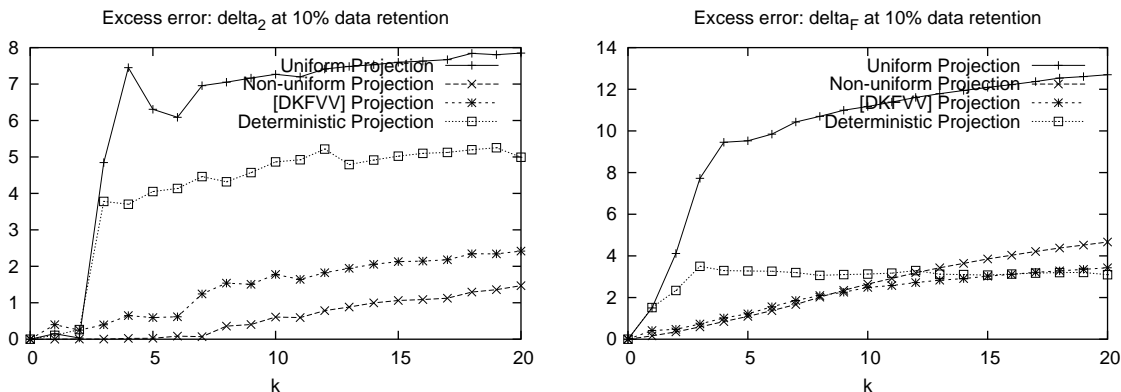 Excess error: delta2 at 10% data retention
8
7
6
5
4
3
2
1
0
0 5 10 15 20
k
Uniform Projection
Non-uniform Projection
[DKFVV] Projection
Deterministic Projection
Excess error: deltaF at 10% data retention
14
12
10
8
6
4
2
0
0 5 10 15 20
k
Uniform Projection
Non-uniform Projection
[DKFVV] Projection
Deterministic Projection